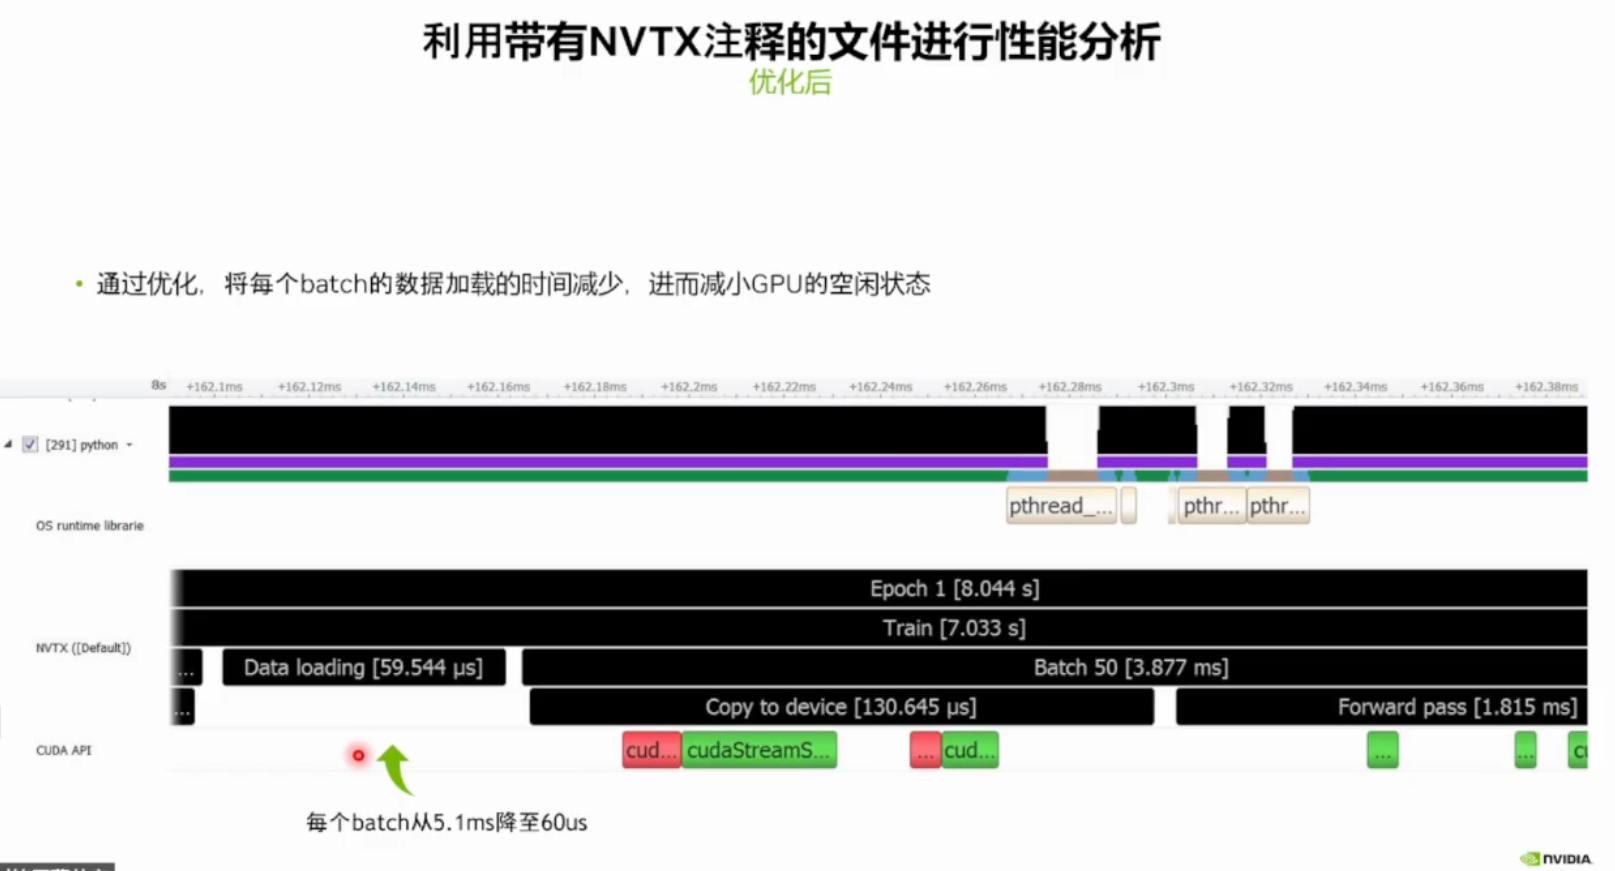 利用带有NVTX注释的文件进行性能分析
优化后
• 通过优化，将每个batch的数据加载的时间减少，进而减小GPU的空闲状态
8s +162.1ms +162.12ms +162.14ms +162.16ms +162.18ms +162.2ms +162.22ms +162.24ms +162.26ms +162.28ms +162.3ms +162.32ms +162.34ms +162.36ms +162.38ms
[291] python
pthread_... pthr... pthr...
OS runtime librarie
Epoch 1 [8.044 s]
Train [7.033 s]
NVTX ([Default])
... Data loading [59.544 µs] Batch 50 [3.877 ms]
... Copy to device [130.645 µs] Forward pass [1.815 ms]
CUDA API cud... cudaStreamS... ... cud... ... ... cu
每个batch从5.1ms降至60us
NVIDIA